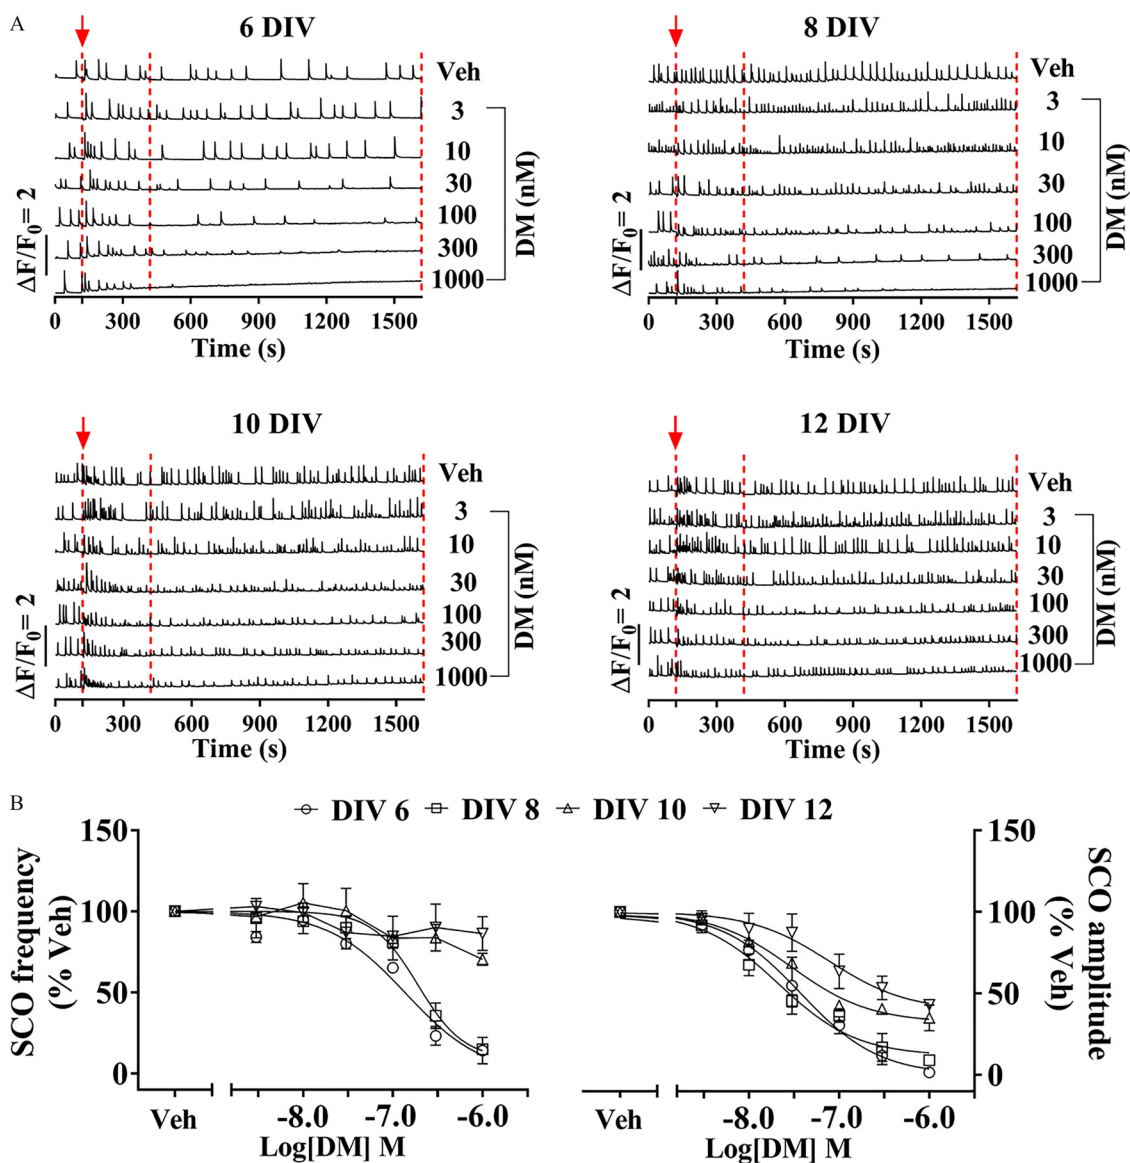 A
6 DIV
Veh
3
10
30
100
300
1000
DM (nM)
ΔF/F0= 2
0 300 600 900 1200 1500
Time (s)
8 DIV
Veh
3
10
30
100
300
1000
DM (nM)
ΔF/F0= 2
0 300 600 900 1200 1500
Time (s)
10 DIV
Veh
3
10
30
100
300
1000
DM (nM)
ΔF/F0= 2
0 300 600 900 1200 1500
Time (s)
12 DIV
Veh
3
10
30
100
300
1000
DM (nM)
ΔF/F0= 2
0 300 600 900 1200 1500
Time (s)
B
DIV 6 DIV 8 DIV 10 DIV 12
SCO frequency
(% Veh)
150
100
50
0
Veh -8.0 -7.0 -6.0
Log[DM] M
SCO amplitude
(% Veh)
150
100
50
0
Veh -8.0 -7.0 -6.0
Log[DM] M